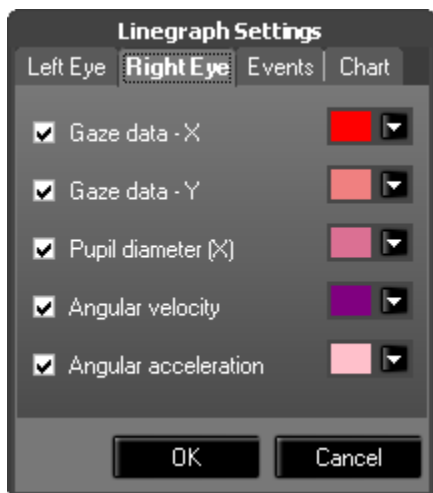 Linegraph Settings
Left Eye Right Eye Events Chart
Gaze data - X
Gaze data - Y
Pupil diameter (X)
Angular velocity
Angular acceleration
OK Cancel